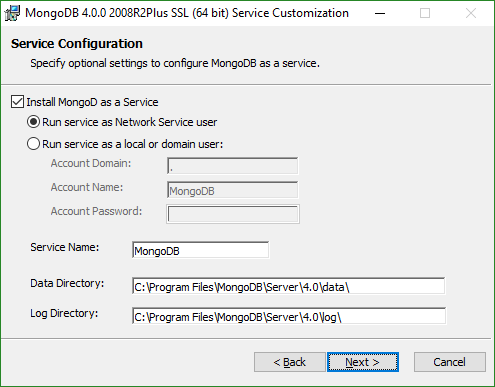 MongoDB 4.0.0 2008R2Plus SSL (64 bit) Service Customization
Service Configuration
Specify optional settings to configure MongoDB as a service.
Install MongoD as a Service
Run service as Network Service user
Run service as a local or domain user:
Account Domain: .
Account Name: MongoDB
Account Password:
Service Name: MongoDB
Data Directory: C:\Program Files\MongoDB\Server\4.0\data\
Log Directory: C:\Program Files\MongoDB\Server\4.0\log\
< Back Next > Cancel